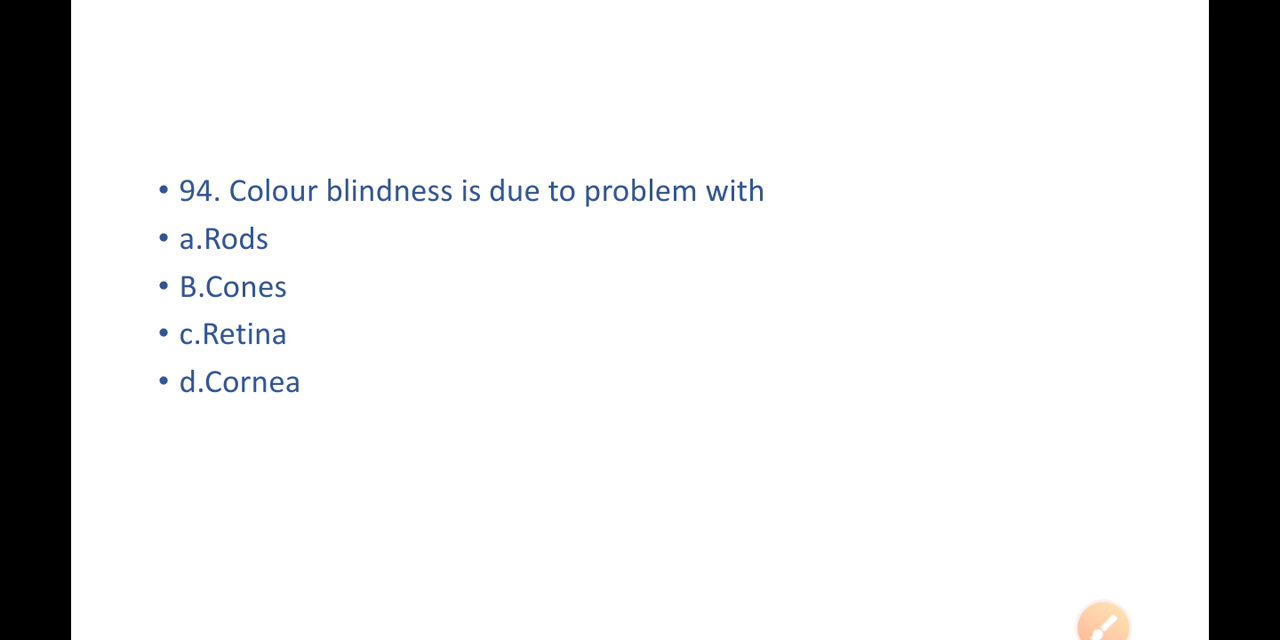 • 94. Colour blindness is due to problem with
• a.Rods
• B.Cones
• c.Retina
• d.Cornea